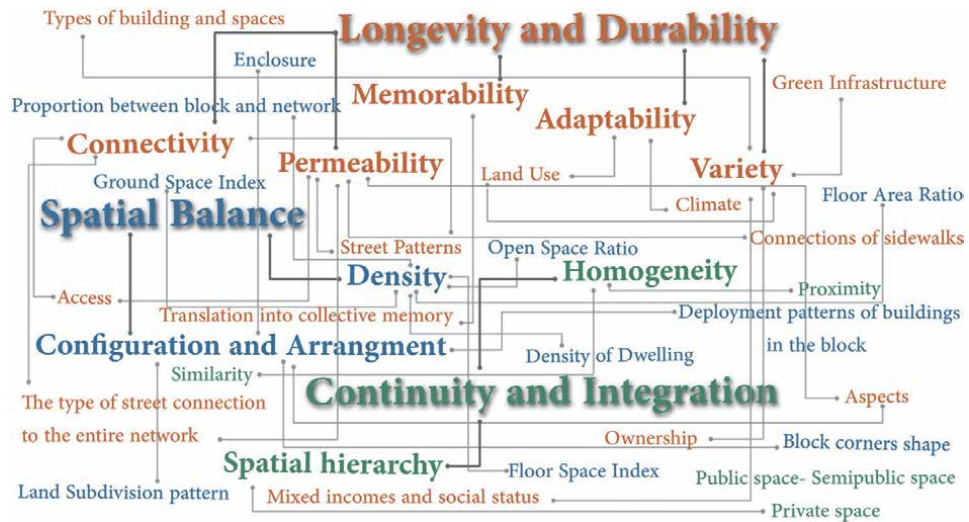 Types of building and spaces
Longevity and Durability
Enclosure
Green Infrastructure
Memorability
Proportion between block and network
Adaptability
Connectivity
Permeability
Variety
Land Use
Ground Space Index
Floor Area Ratio
Climate
Spatial Balance
Street Patterns
Open Space Ratio
Connections of sidewalks
Density
Homogeneity
Proximity
Access
Translation into collective memory
Deployment patterns of buildings
in the block
Configuration and Arrangment
Density of Dwelling
Similarity
Continuity and Integration
The type of street connection
to the entire network
Aspects
Ownership
Block corners shape
Spatial hierarchy
Floor Space Index
Public space- Semipublic space
Land Subdivision pattern
Mixed incomes and social status
Private space